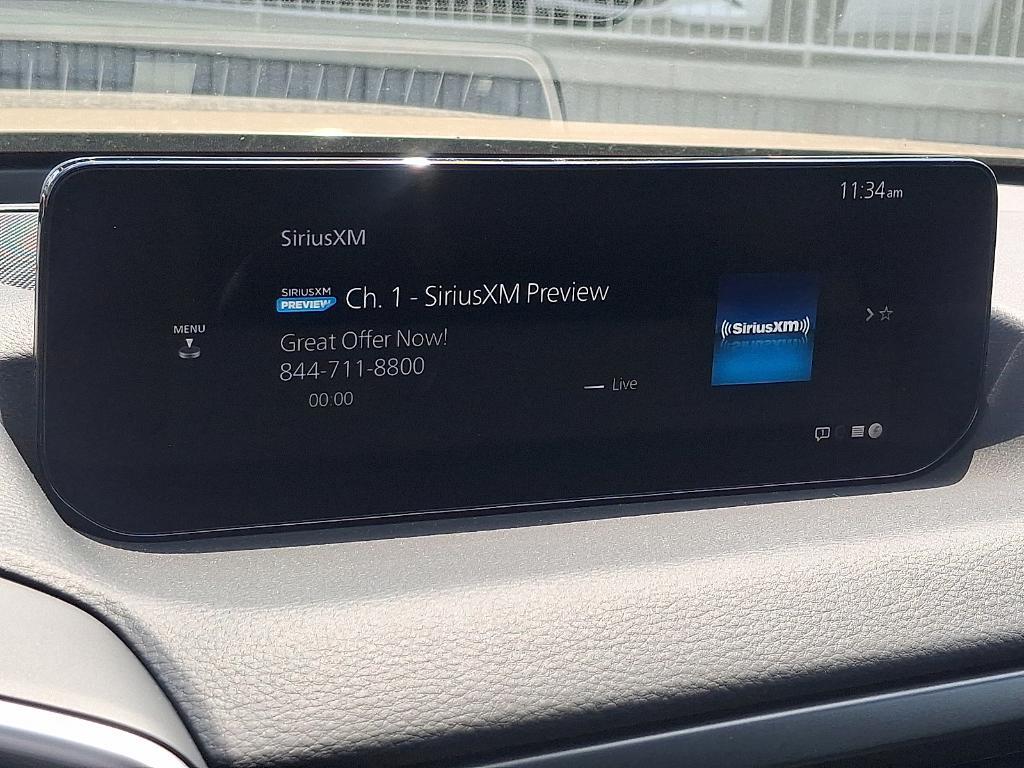 11:34am
SiriusXM
SIRIUSXM
PREVIEW
Ch. 1 - SiriusXM Preview
((SiriusXM))
MENU
Great Offer Now!
844-711-8800
00:00
Live